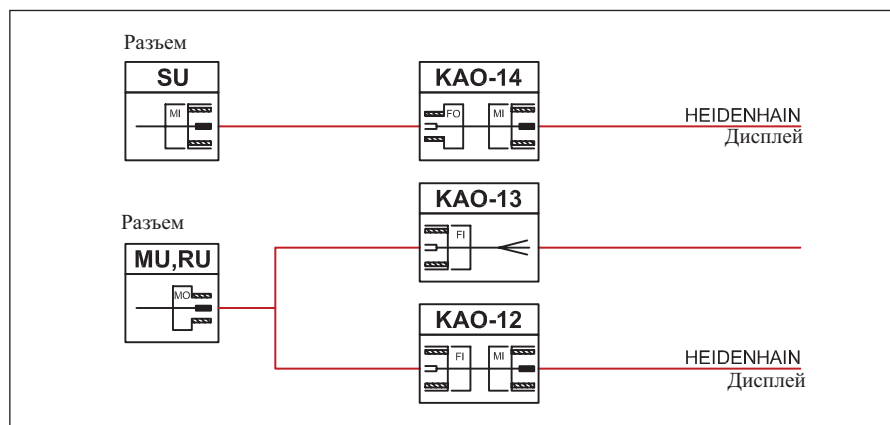 Разъем
SU
MI
KAO-14
FO MI
HEIDENHAIN
Дисплей
KAO-13
FI
Разъем
MU,RU
MO
KAO-12
FI MI
HEIDENHAIN
Дисплей